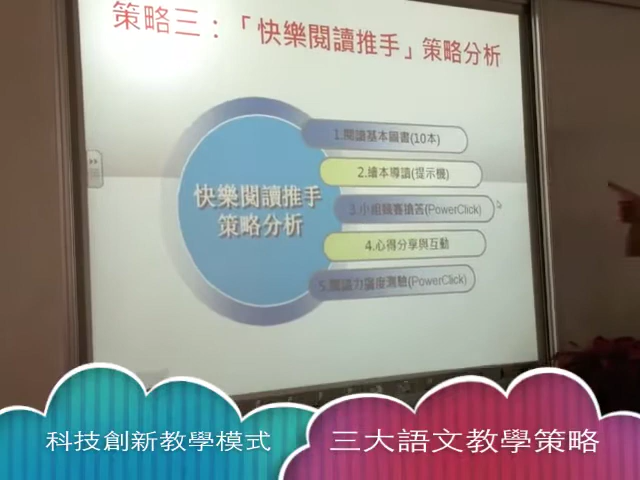 策略三：「快樂閱讀推手」策略分析
快樂閱讀推手
策略分析
1.閱讀基本圖書(10本)
2.繪本導讀(提示機)
3.小組競賽搶答(PowerClick)
4.心得分享與互動
5.閱讀力強度測驗(PowerClick)
科技創新教學模式
三大語文教學策略